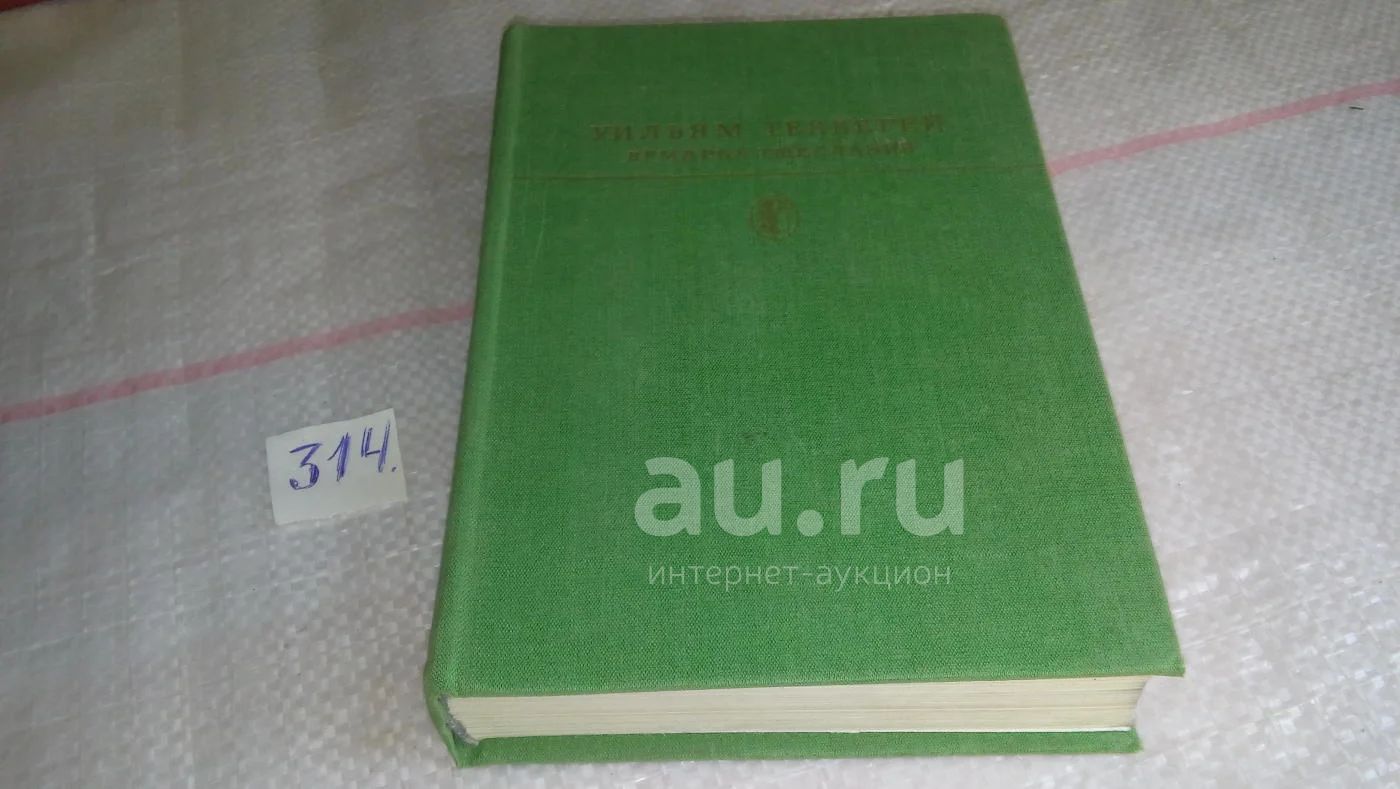 УИЛЬЯМ ТЕККЕРЕЙ
ЯРМАРКА ТЩЕСЛАВИЯ
314.
au.ru
интернет-аукцион